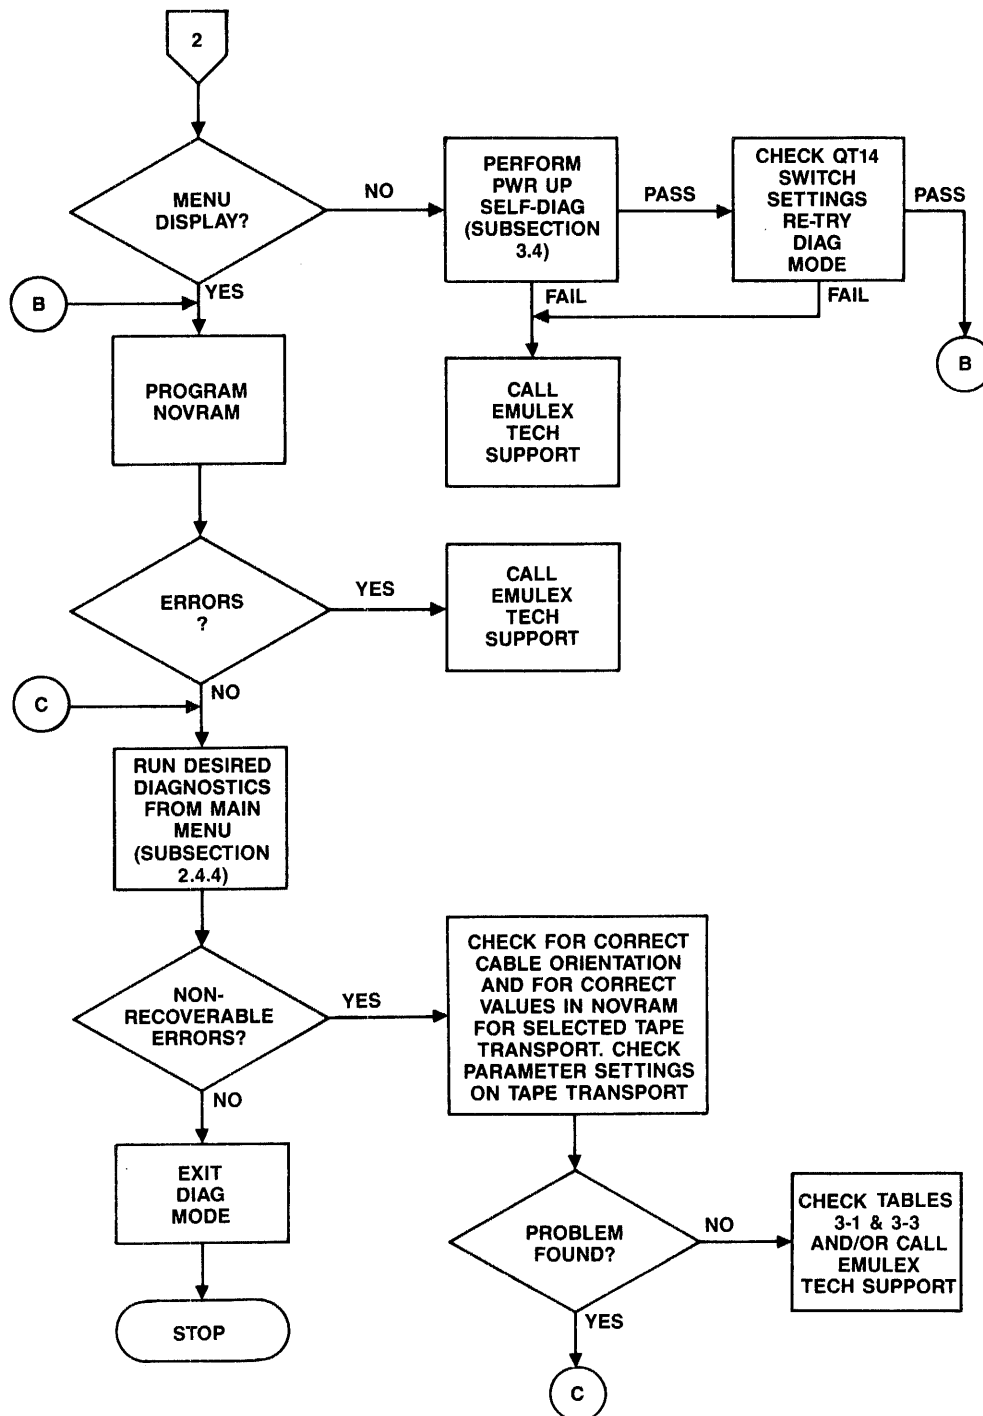 2
MENU
DISPLAY?
NO
PERFORM
PWR UP
SELF-DIAG
(SUBSECTION
3.4)
PASS
CHECK QT14
SWITCH
SETTINGS
RE-TRY
DIAG
MODE
PASS
YES
FAIL
FAIL
B
B
PROGRAM
NOVRAM
CALL
EMULEX
TECH
SUPPORT
ERRORS
?
YES
CALL
EMULEX
TECH
SUPPORT
NO
C
RUN DESIRED
DIAGNOSTICS
FROM MAIN
MENU
(SUBSECTION
2.4.4)
NON-
RECOVERABLE
ERRORS?
YES
CHECK FOR CORRECT
CABLE ORIENTATION
AND FOR CORRECT
VALUES IN NOVRAM
FOR SELECTED TAPE
TRANSPORT. CHECK
PARAMETER SETTINGS
ON TAPE TRANSPORT
NO
EXIT
DIAG
MODE
PROBLEM
FOUND?
NO
CHECK TABLES
3-1 & 3-3
AND/OR CALL
EMULEX
TECH SUPPORT
YES
STOP
C